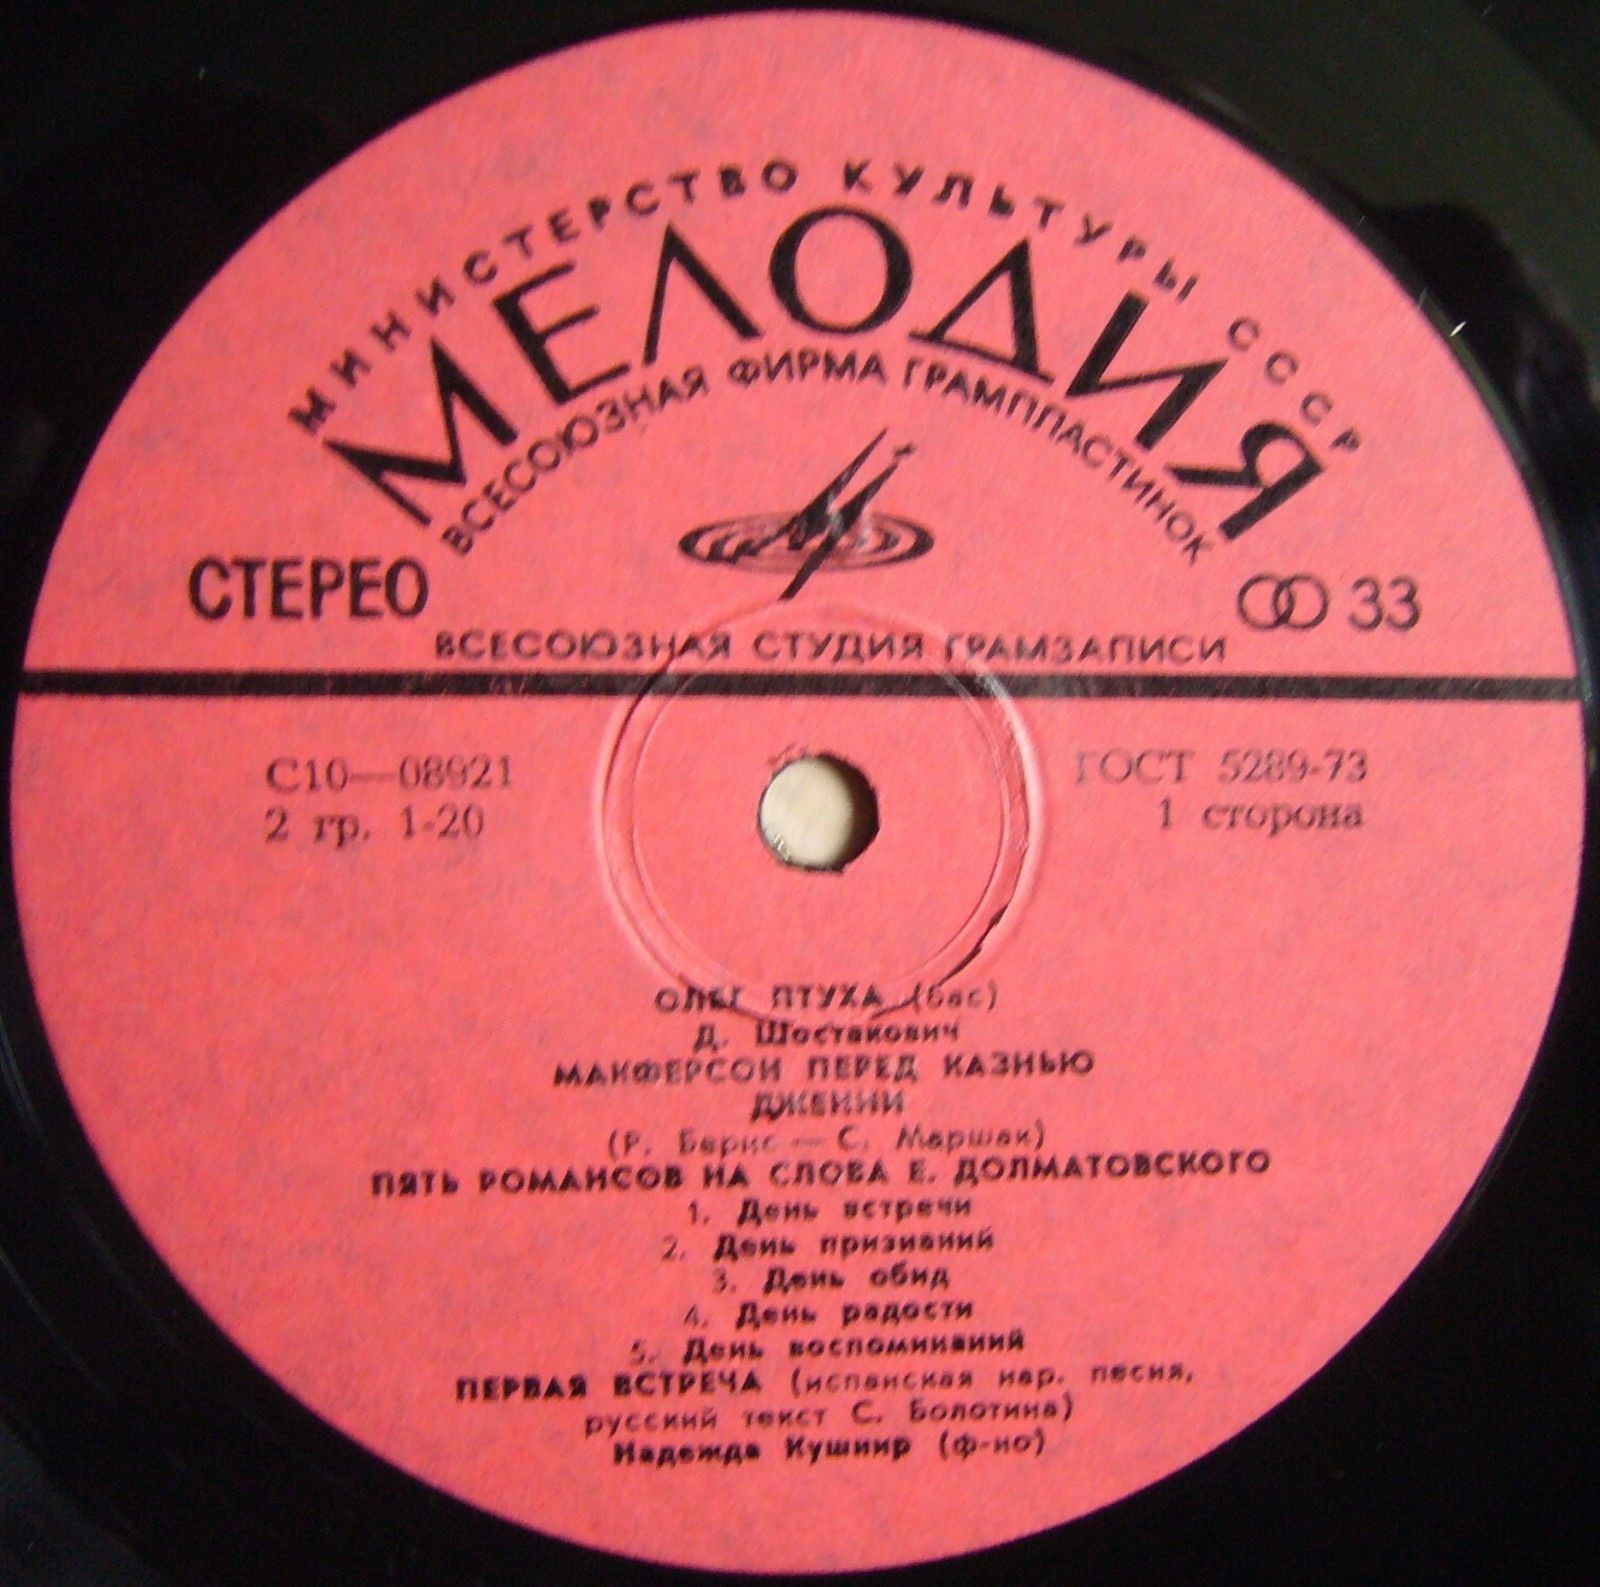 МИНИСТЕРСТВО КУЛЬТУРЫ СССР
МЕЛОДИЯ
ВСЕСОЮЗНАЯ ФИРМА ГРАМПЛАСТИНОК
СТЕРЕО
33
ВСЕСОЮЗНАЯ СТУДИЯ ГРАМЗАПИСИ
С10—08921
ГОСТ 5289-73
2 гр. 1-20
1 сторона
ОЛЕГ ПТУХА (бас)
Д. Шостакович
МАКФЕРСОН ПЕРЕД КАЗНЬЮ
ДЖЕННИ
(Р. Бернс — С. Маршак)
ПЯТЬ РОМАНСОВ НА СЛОВА Е. ДОЛМАТОВСКОГО
1. День встречи
2. День признаний
3. День обид
4. День радости
5. День воспоминаний
ПЕРВАЯ ВСТРЕЧА (испанская нар. песня,
русский текст С. Болотина)
Надежда Кушнир (ф-но)